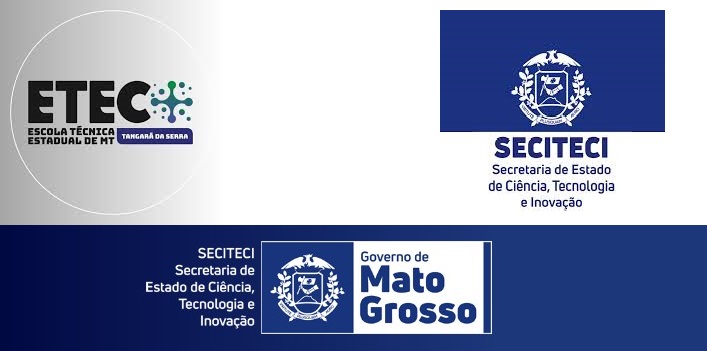 ETEC
ESCOLA TÉCNICA
ESTADUAL DE MT
TANGARÁ DA SERRA
SECITECI
Secretaria de Estado
de Ciência, Tecnologia
e Inovação
SECITECI
Secretaria de
Estado de Ciência,
Tecnologia e
Inovação
Governo de
Mato
Grosso